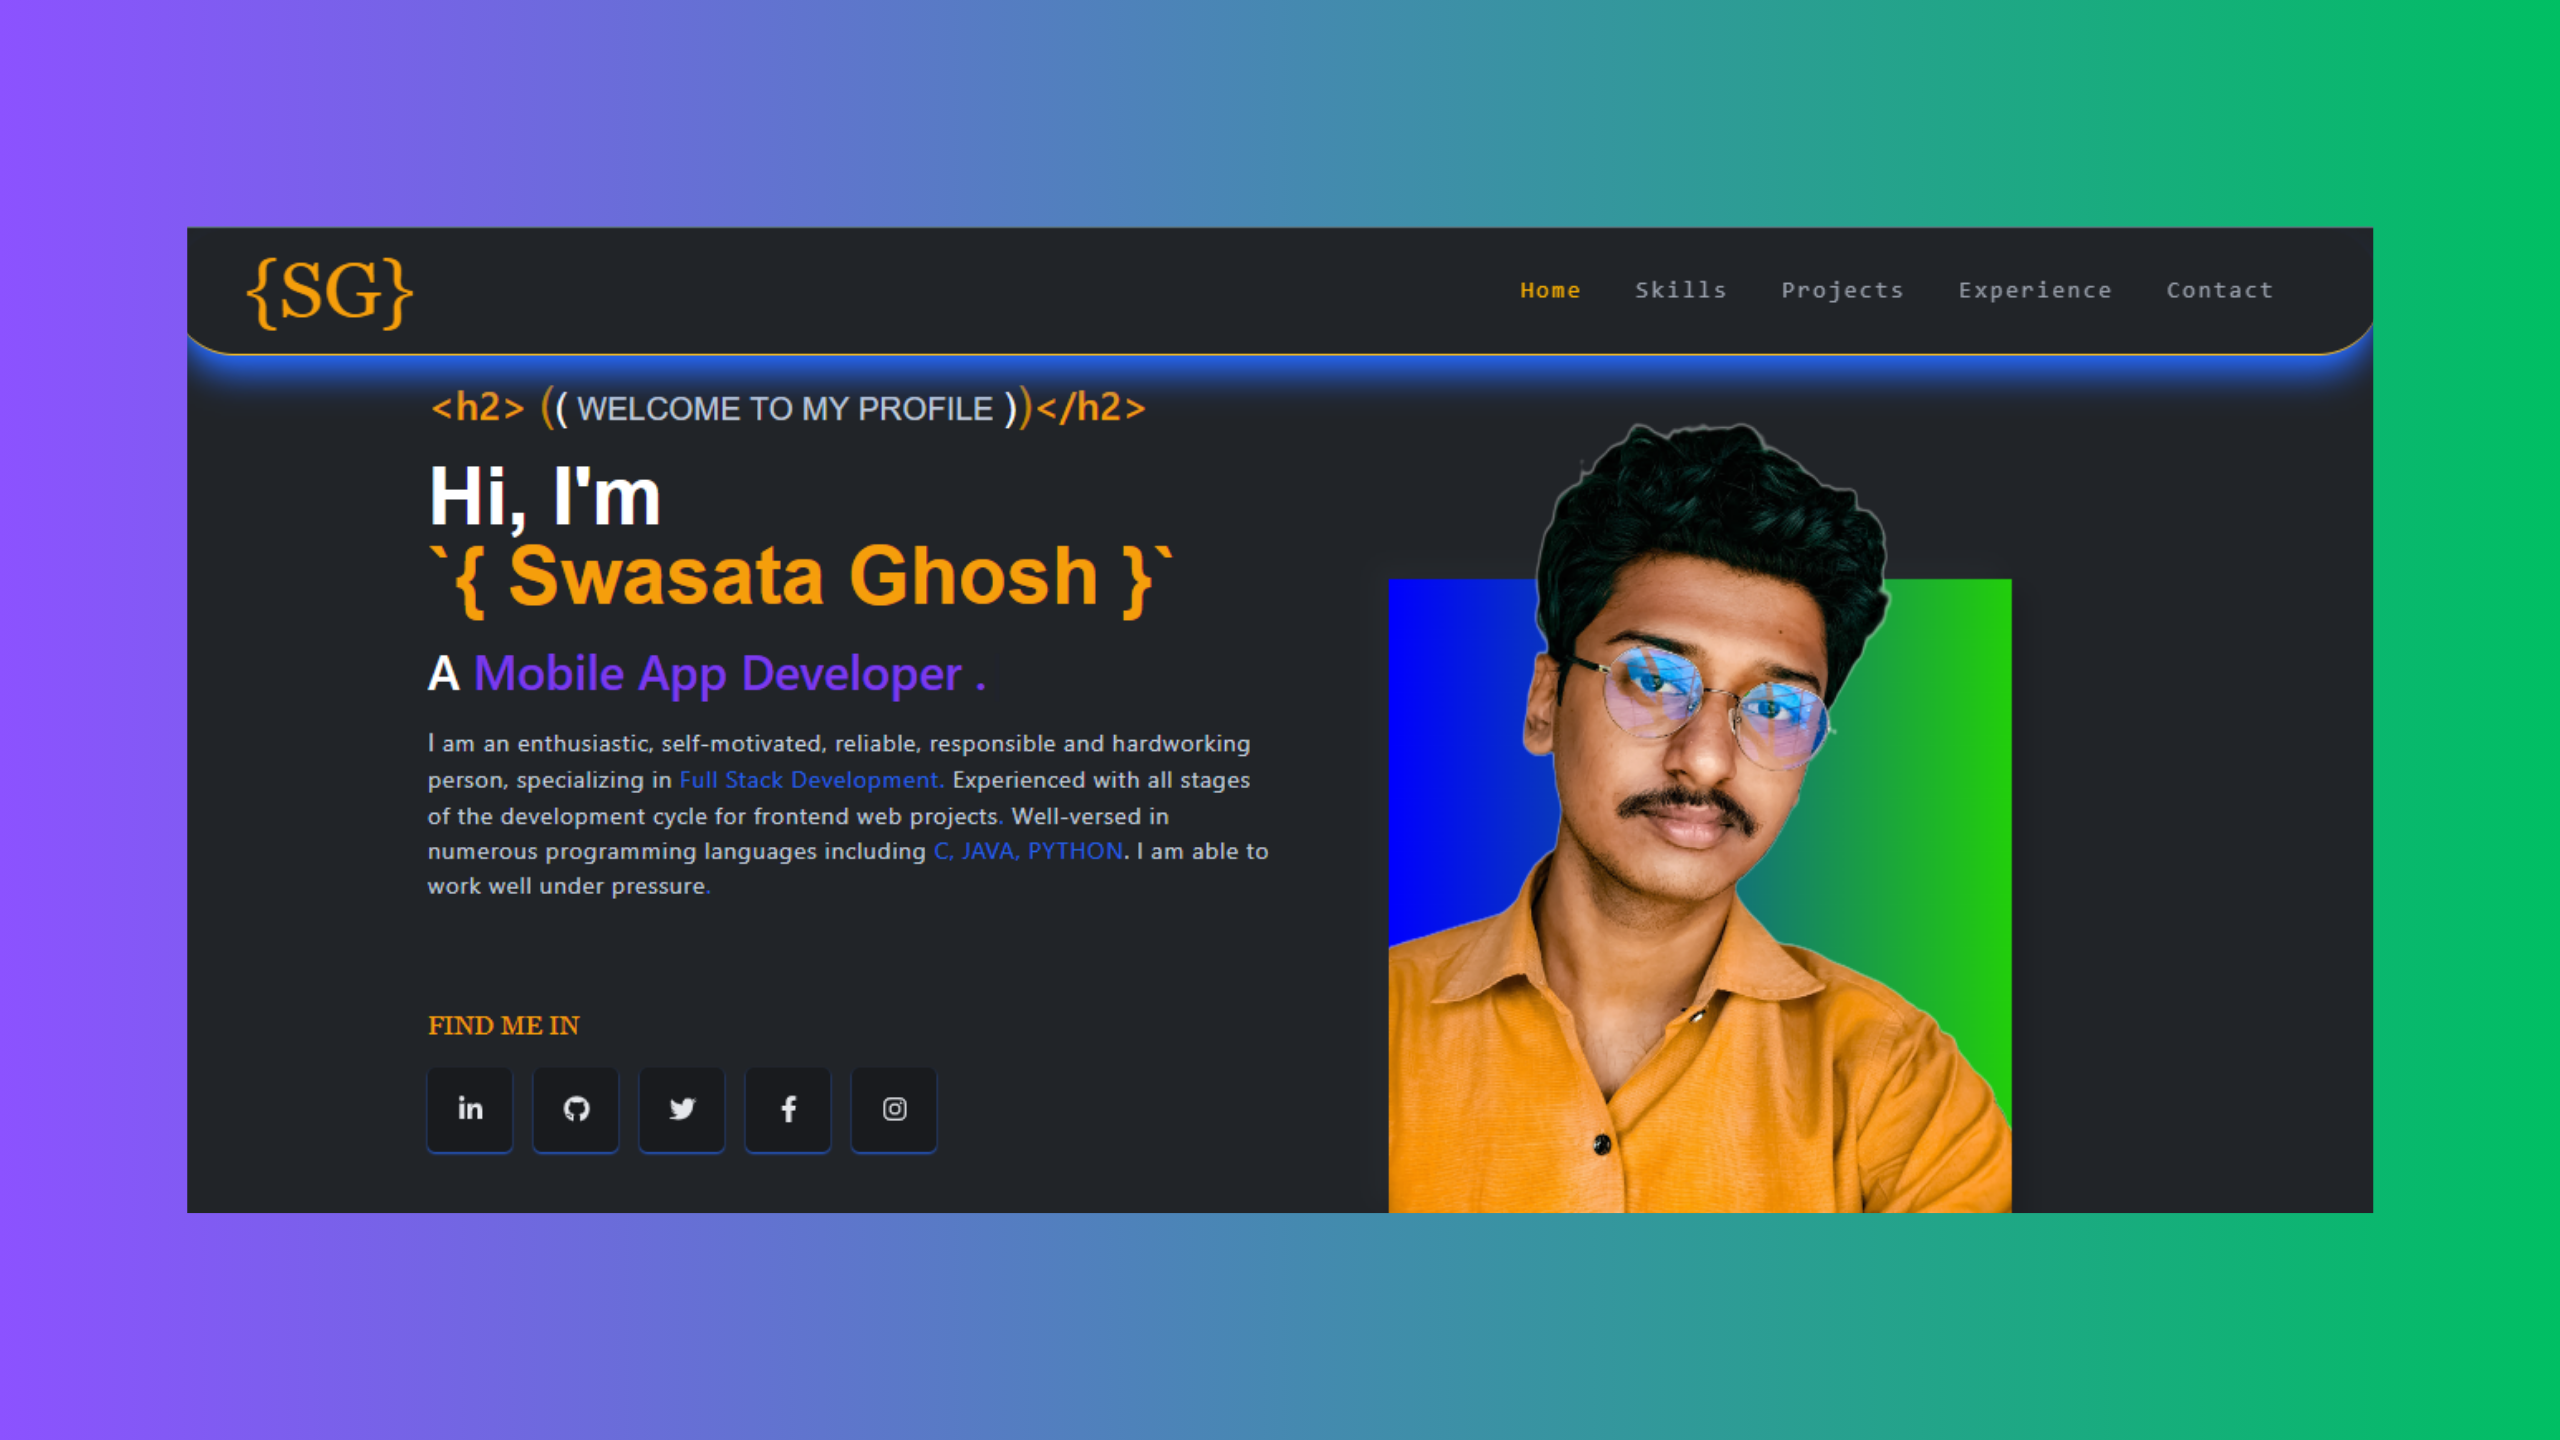 {SG}
Home Skills Projects Experience Contact
<h2> (( WELCOME TO MY PROFILE ))</h2>
Hi, I'm
`{ Swasata Ghosh }`
A Mobile App Developer .
I am an enthusiastic, self-motivated, reliable, responsible and hardworking
person, specializing in Full Stack Development. Experienced with all stages
of the development cycle for frontend web projects. Well-versed in
numerous programming languages including C, JAVA, PYTHON. I am able to
work well under pressure.
FIND ME IN
in